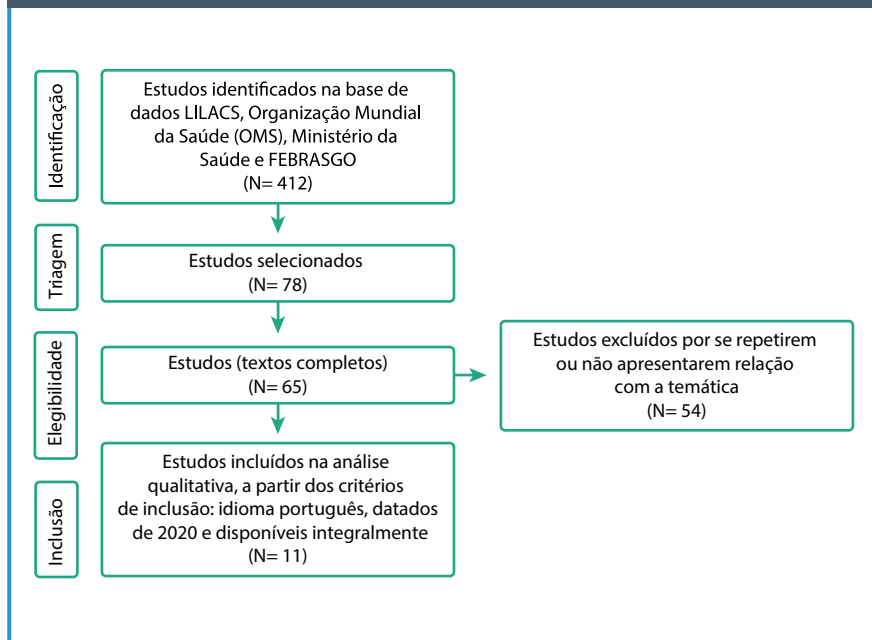 Identificação
Estudos identificados na base de
dados LILACS, Organização Mundial
da Saúde (OMS), Ministério da
Saúde e FEBRASGO
(N= 412)
Triagem
Estudos selecionados
(N= 78)
Elegibilidade
Estudos (textos completos)
(N= 65)
Estudos excluídos por se repetirem
ou não apresentarem relação
com a temática
(N= 54)
Inclusão
Estudos incluídos na análise
qualitativa, a partir dos critérios
de inclusão: idioma português, datados
de 2020 e disponíveis integralmente
(N= 11)